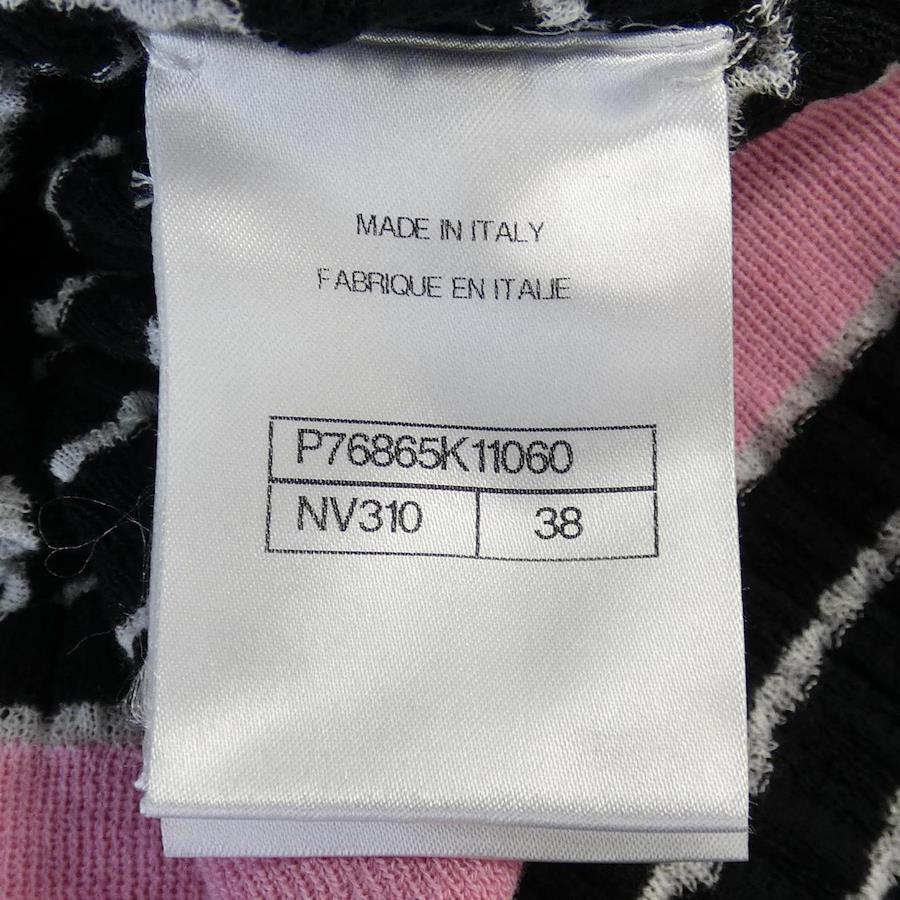 MADE IN ITALY
FABRIQUE EN ITALIE
P76865K11060
NV310 38